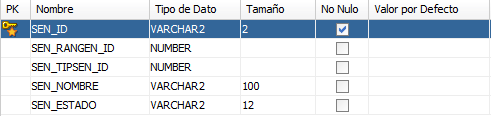 PK Nombre Tipo de Dato Tamaño No Nulo Valor por Defecto
SEN_ID VARCHAR2 2
SEN_RANGEN_ID NUMBER
SEN_TIPSEN_ID NUMBER
SEN_NOMBRE VARCHAR2 100
SEN_ESTADO VARCHAR2 12